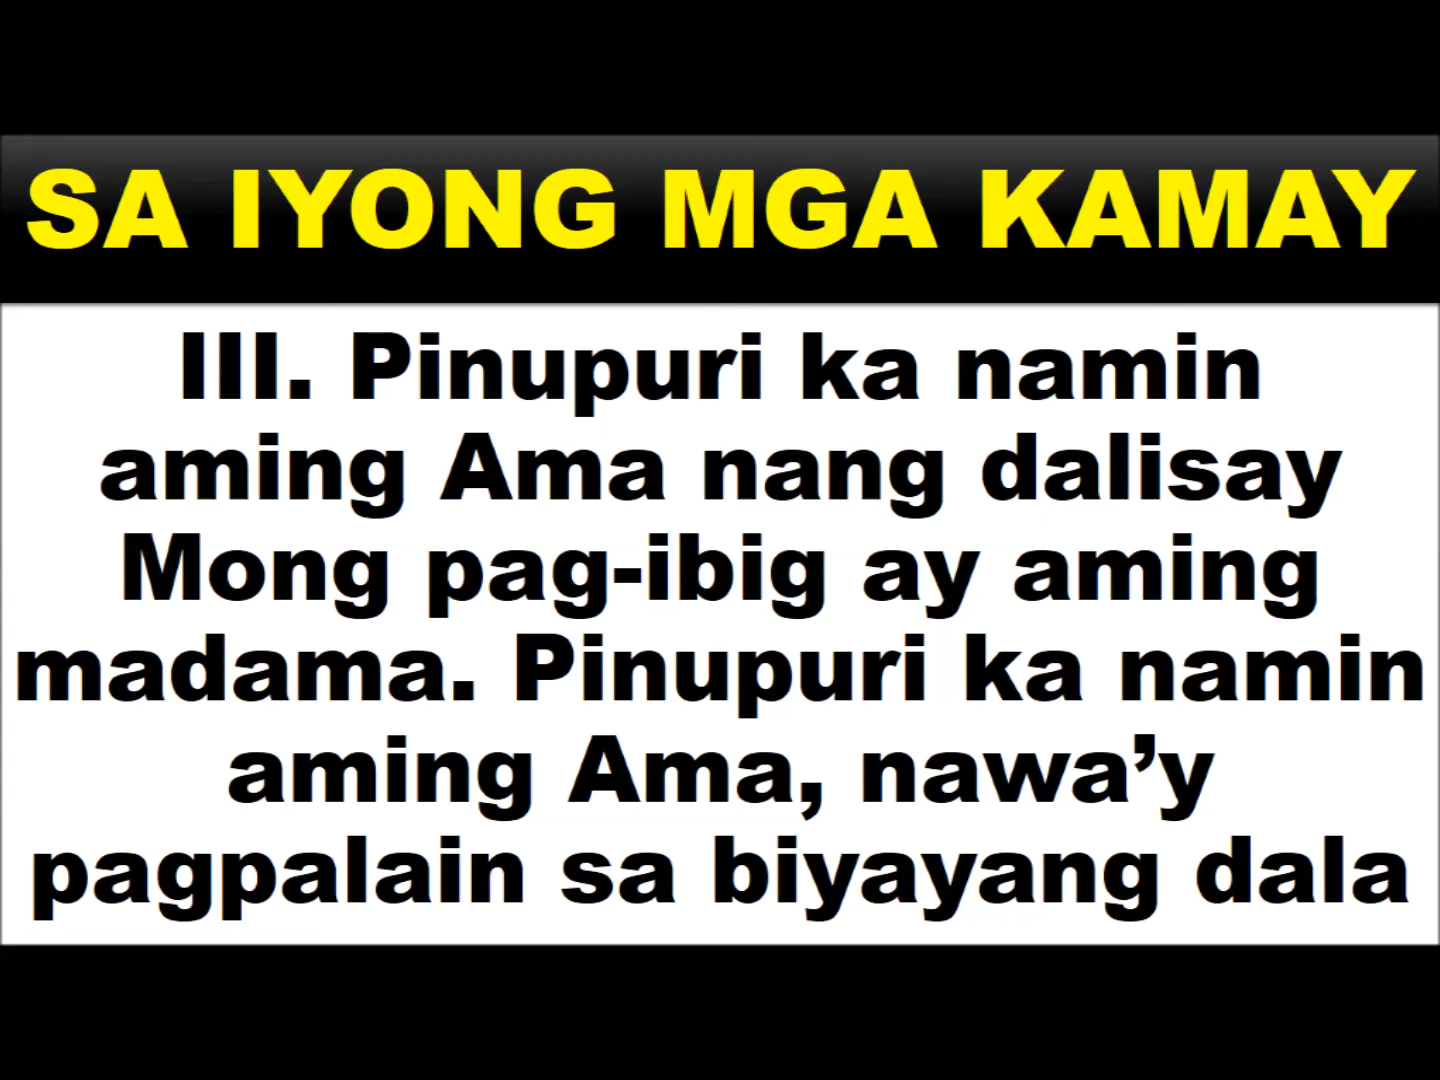 SA IYONG MGA KAMAY
III. Pinupuri ka namin
aming Ama nang dalisay
Mong pag-ibig ay aming
madama. Pinupuri ka namin
aming Ama, nawa’y
pagpalain sa biyayang dala